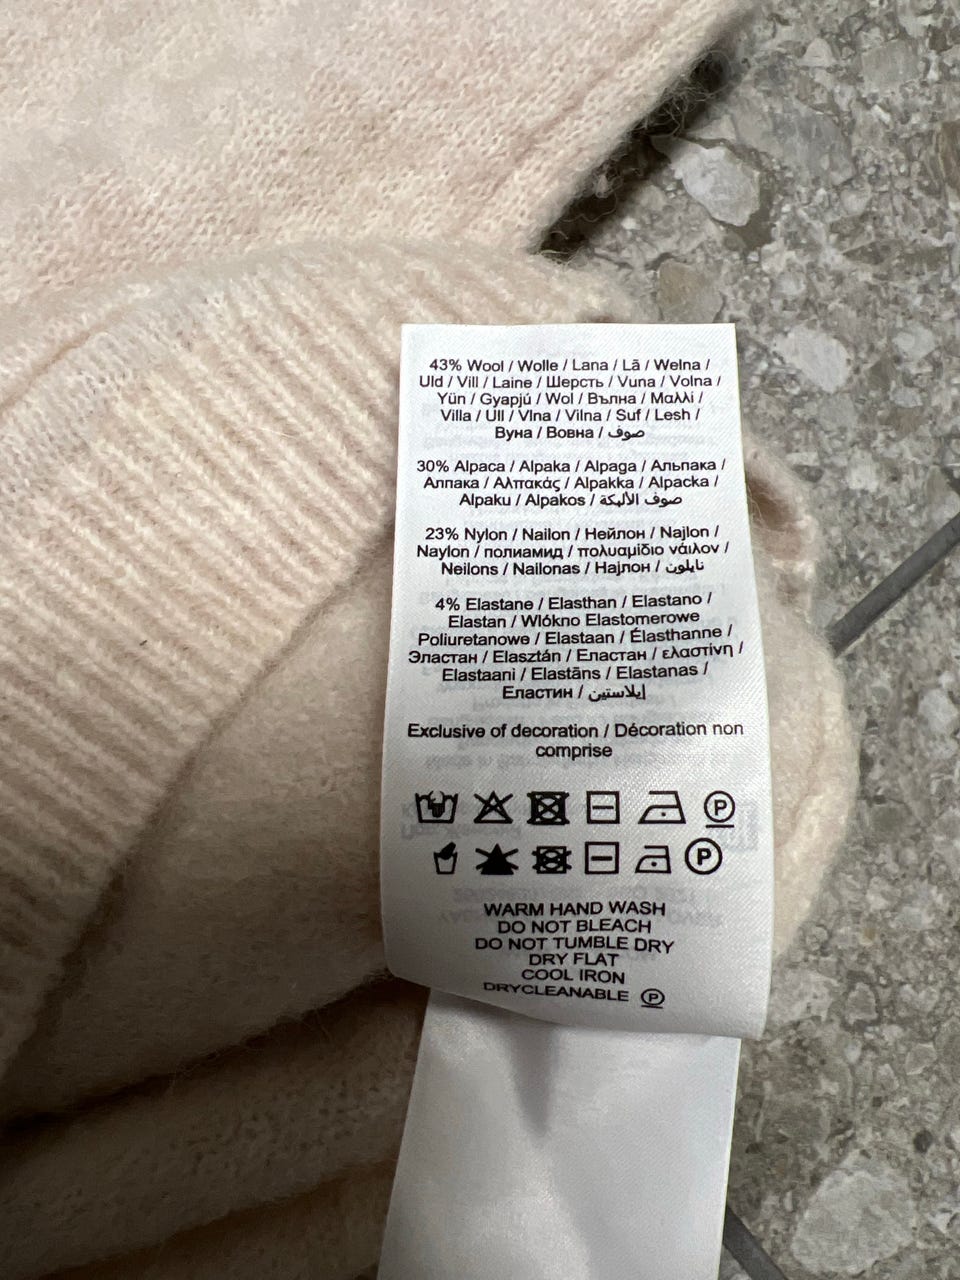 43% Wool / Wolle / Lana / Lã / Wełna /
Uld / Vill / Laine / Шерсть / Vuna / Volna /
Yün / Gyapjú / Wol / Вълна / Μαλλί /
Villa / Ull / Vlna / Vilna / Suf / Lesh /
Вуна / Вовна / صوف
30% Alpaca / Alpaka / Alpaga / Альпака /
Алпака / Αλπακάς / Alpakka / Alpacka /
Alpaku / Alpakos / صوف الأليكة
23% Nylon / Nailon / Нейлон / Najlon /
Naylon / полиамид / πολυαμίδιο νάιλον /
Neilons / Nailonas / Најлон / نايلون
4% Elastane / Elasthan / Elastano /
Elastan / Wlókno Elastomerowe
Poliuretanowe / Elastaan / Élasthanne /
Эластан / Elasztán / Еластан / ελαστίνη /
Elastaani / Elastāns / Elastanas /
Еластин / إيلاستين
Exclusive of decoration / Décoration non
comprise
P
P
WARM HAND WASH
DO NOT BLEACH
DO NOT TUMBLE DRY
DRY FLAT
COOL IRON
DRYCLEANABLE P